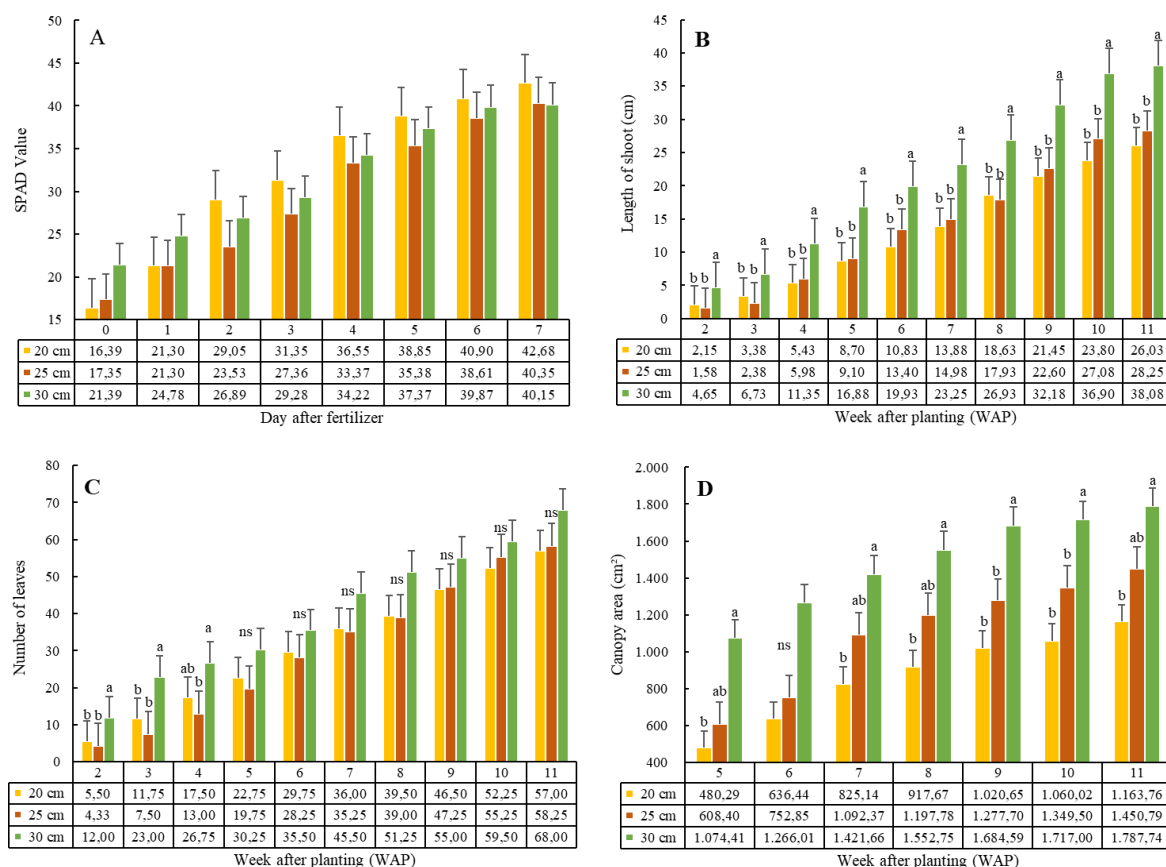 A
SPAD Value
50
45
40
35
30
25
20
15
0 1 2 3 4 5 6 7
20 cm 16,39 21,30 29,05 31,35 36,55 38,85 40,90 42,68
25 cm 17,35 21,30 23,53 27,36 33,37 35,38 38,61 40,35
30 cm 21,39 24,78 26,89 29,28 34,22 37,37 39,87 40,15
Day after fertilizer
B
Length of shoot (cm)
45
40
35
30
25
20
15
10
5
0
b b a b b a b b a b b a b b a b b a b b a b b a b b a b b a
2 3 4 5 6 7 8 9 10 11
20 cm 2,15 3,38 5,43 8,70 10,83 13,88 18,63 21,45 23,80 26,03
25 cm 1,58 2,38 5,98 9,10 13,40 14,98 17,93 22,60 27,08 28,25
30 cm 4,65 6,73 11,35 16,88 19,93 23,25 26,93 32,18 36,90 38,08
Week after planting (WAP)
C
Number of leaves
80
70
60
50
40
30
20
10
0
b b a b b a ab b a ns ns ns ns ns ns ns
2 3 4 5 6 7 8 9 10 11
20 cm 5,50 11,75 17,50 22,75 29,75 36,00 39,50 46,50 52,25 57,00
25 cm 4,33 7,50 13,00 19,75 28,25 35,25 39,00 47,25 55,25 58,25
30 cm 12,00 23,00 26,75 30,25 35,50 45,50 51,25 55,00 59,50 68,00
Week after planting (WAP)
D
Canopy area (cm²)
2.000
1.800
1.600
1.400
1.200
1.000
800
600
400
b ab a ns b ab a b ab a b b a b b a b ab a
5 6 7 8 9 10 11
20 cm 480,29 636,44 825,14 917,67 1.020,65 1.060,02 1.163,76
25 cm 608,40 752,85 1.092,37 1.197,78 1.277,70 1.349,50 1.450,79
30 cm 1.074,41 1.266,01 1.421,66 1.552,75 1.684,59 1.717,00 1.787,74
Week after planting (WAP)